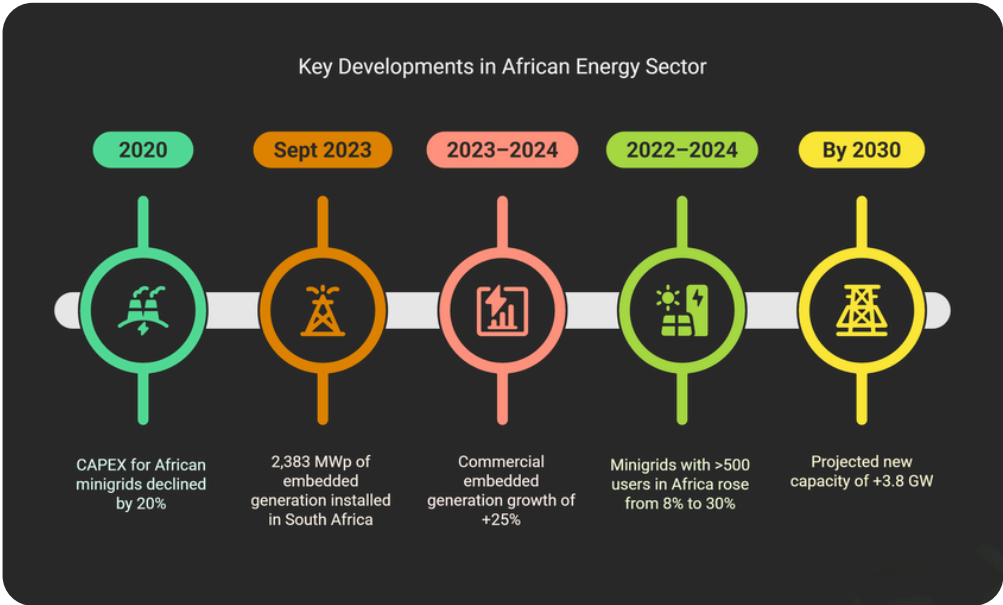 Key Developments in African Energy Sector
2020
Sept 2023
2023–2024
2022–2024
By 2030
CAPEX for African
minigrids declined
by 20%
2,383 MWp of
embedded
generation installed
in South Africa
Commercial
embedded
generation growth of
+25%
Minigrids with >500
users in Africa rose
from 8% to 30%
Projected new
capacity of +3.8 GW